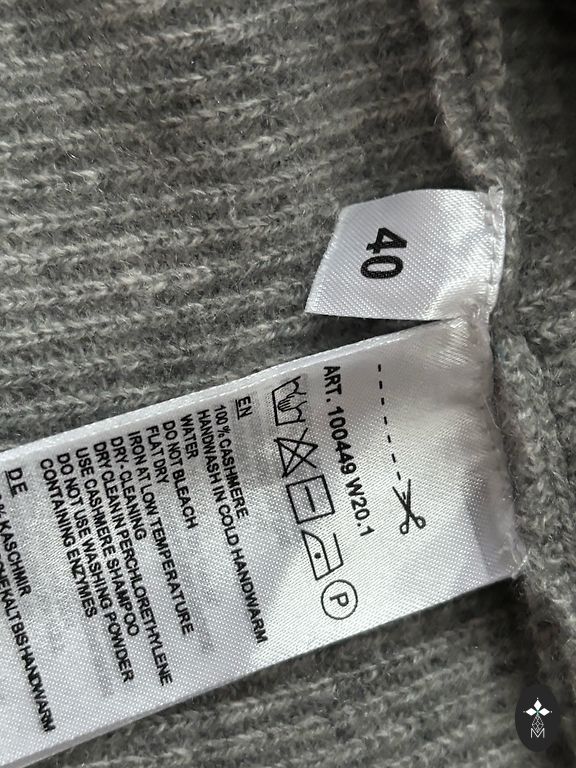 40
ART. 100449 W20.1
P
EN
100 % CASHMERE
HANDWASH IN COLD HANDWARM
WATER
DO NOT BLEACH
FLAT DRY
IRON AT LOW TEMPERATURE
DRY-CLEANING
DRY CLEAN IN PERCHLORETHYLENE
USE CASHMERE SHAMPOO
DO NOT USE WASHING POWDER
CONTAINING ENZYMES
DE
% KASCHMIR
KALT BIS HANDWARM
M